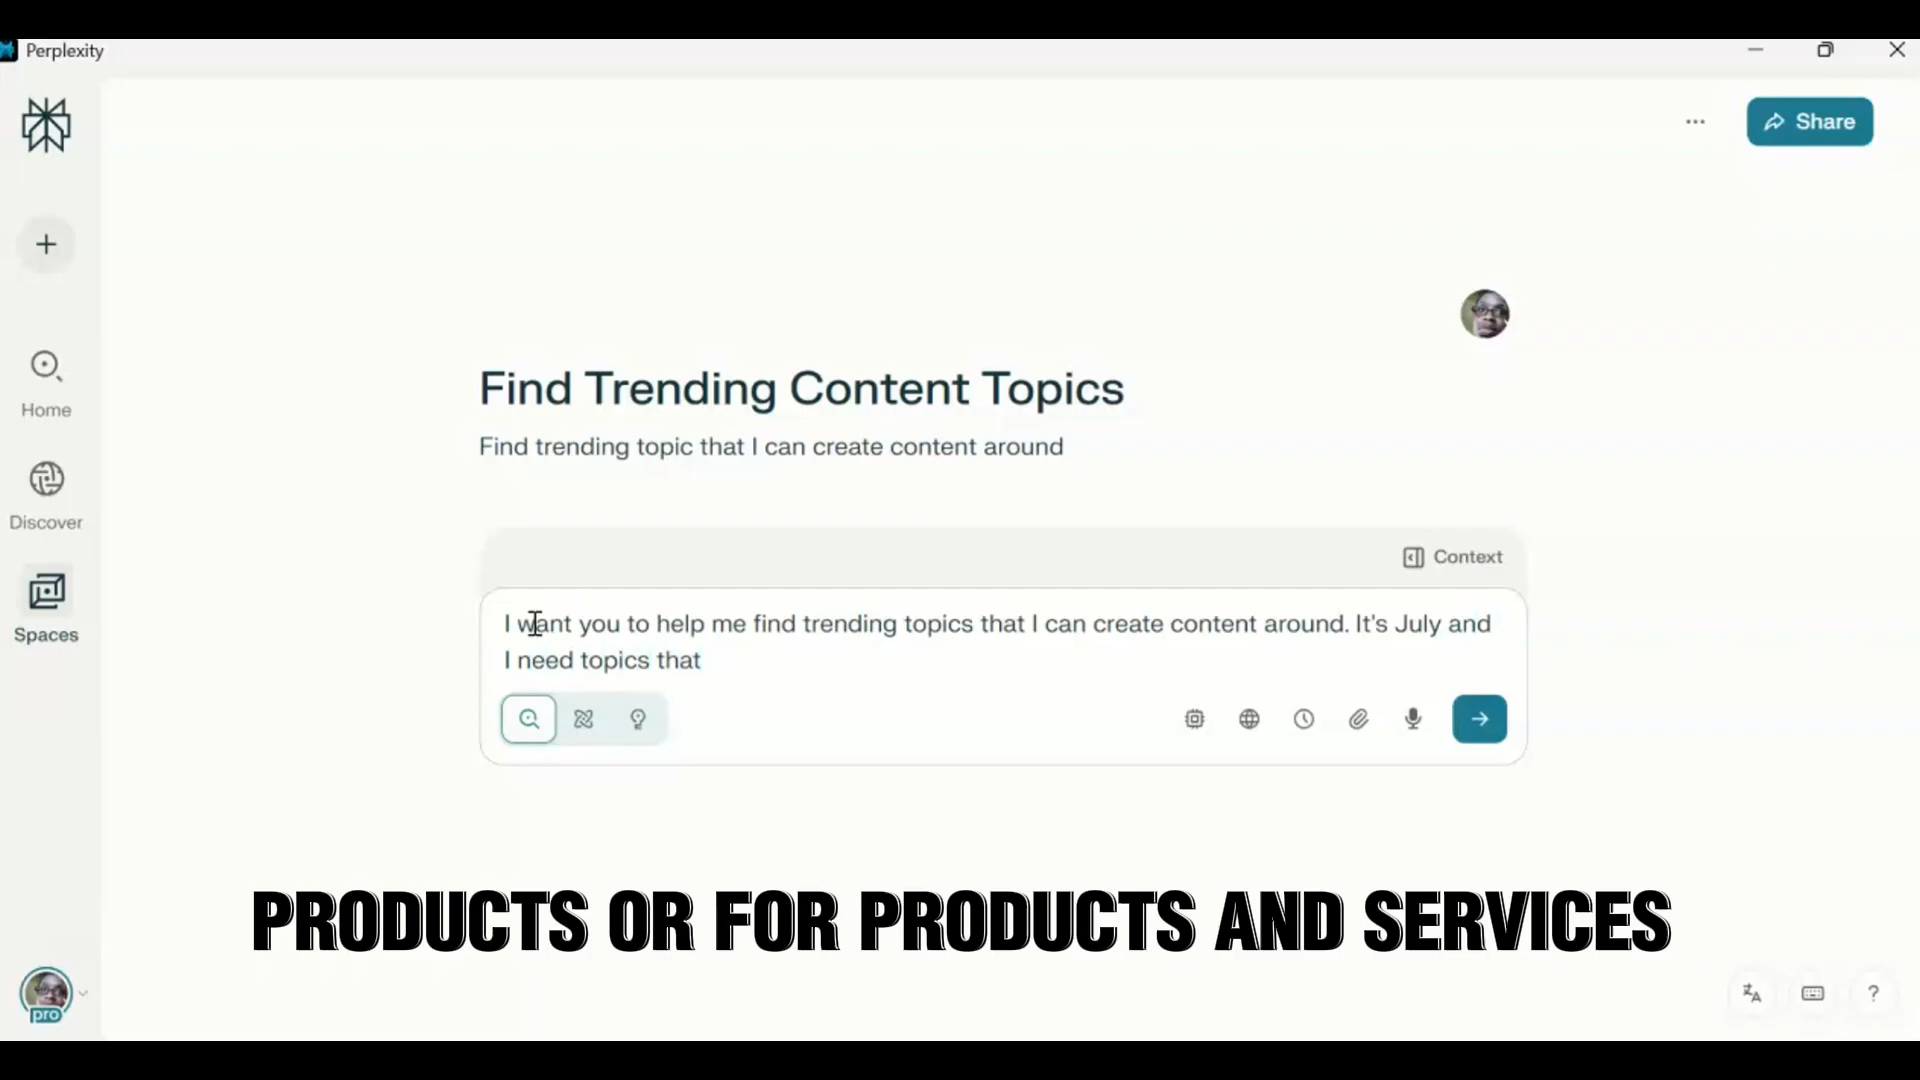 Perplexity
Share
Home
Discover
Spaces
Find Trending Content Topics
Find trending topic that I can create content around
Context
I want you to help me find trending topics that I can create content around. It's July and
I need topics that
PRODUCTS OR FOR PRODUCTS AND SERVICES
pro